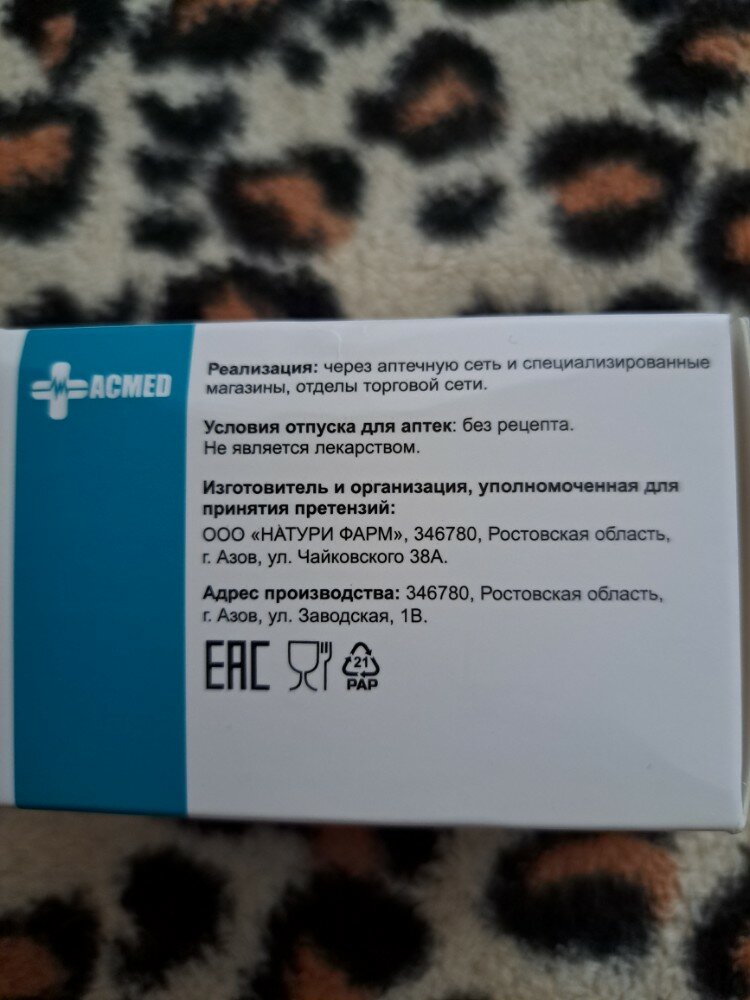 ACMED
Реализация: через аптечную сеть и специализированные
магазины, отделы торговой сети.
Условия отпуска для аптек: без рецепта.
Не является лекарством.
Изготовитель и организация, уполномоченная для
принятия претензий:
ООО «НАТУРИ ФАРМ», 346780, Ростовская область,
г. Азов, ул. Чайковского 38А.
Адрес производства: 346780, Ростовская область,
г. Азов, ул. Заводская, 1В.
EAC
21
PAP